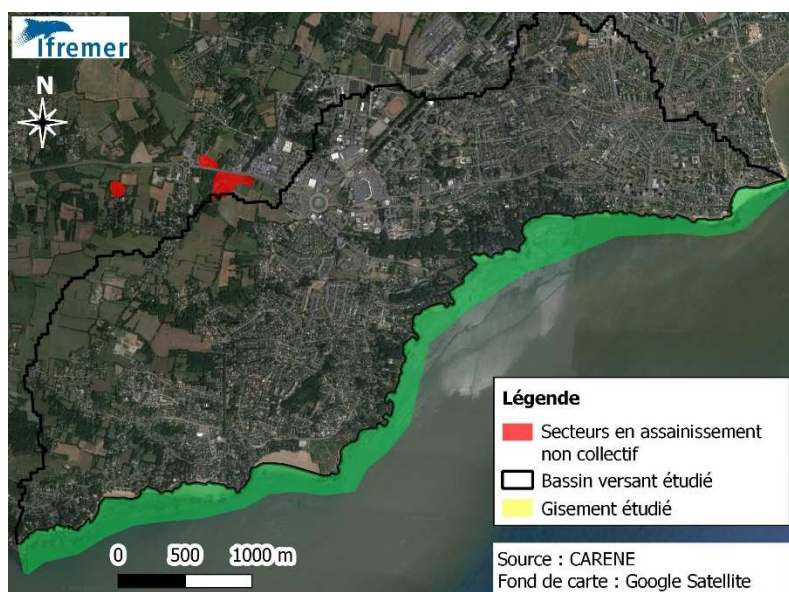 Ifremer
N
Légende
Secteurs en assainissement
non collectif
Bassin versant étudié
Gisement étudié
0 500 1000 m
Source : CARENE
Fond de carte : Google Satellite